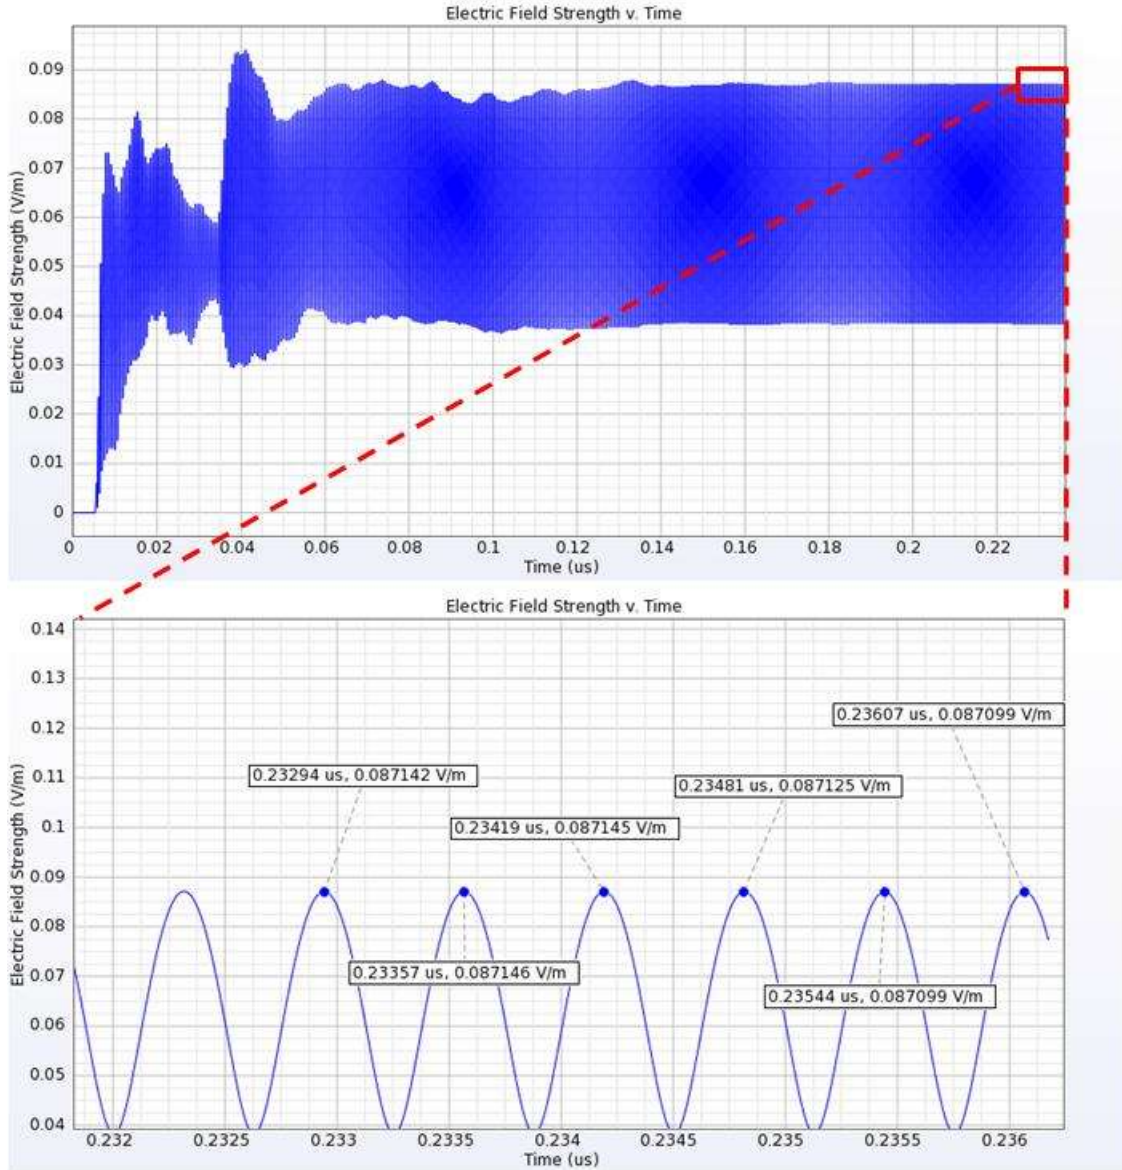 Electric Field Strength v. Time
Electric Field Strength (V/m)
0.09
0.08
0.07
0.06
0.05
0.04
0.03
0.02
0.01
0
0 0.02 0.04 0.06 0.08 0.1 0.12 0.14 0.16 0.18 0.2 0.22
Time (us)
Electric Field Strength v. Time
Electric Field Strength (V/m)
0.14
0.13
0.12
0.11
0.1
0.09
0.08
0.07
0.06
0.05
0.04
0.23607 us, 0.087099 V/m
0.23294 us, 0.087142 V/m
0.23481 us, 0.087125 V/m
0.23419 us, 0.087145 V/m
0.23357 us, 0.087146 V/m
0.23544 us, 0.087099 V/m
0.232 0.2325 0.233 0.2335 0.234 0.2345 0.235 0.2355 0.236
Time (us)